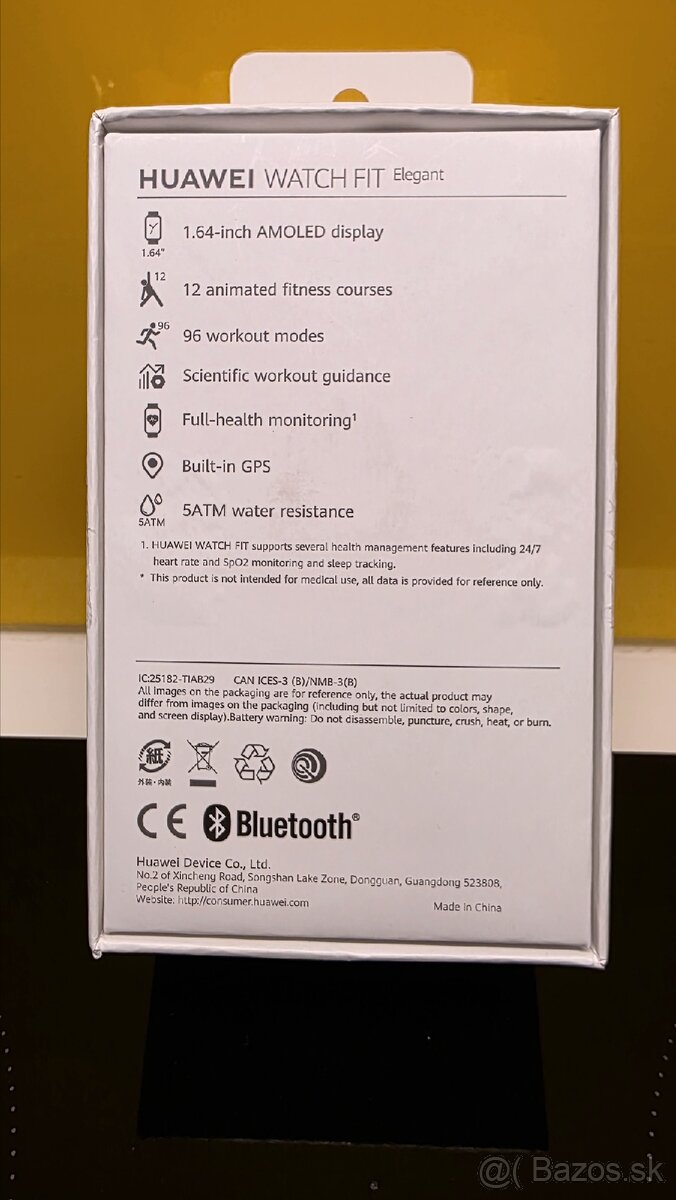 HUAWEI WATCH FIT Elegant
1.64"
1.64-inch AMOLED display
12
12 animated fitness courses
96
96 workout modes
Scientific workout guidance
Full-health monitoring¹
Built-in GPS
5ATM
5ATM water resistance
1. HUAWEI WATCH FIT supports several health management features including 24/7
heart rate and SpO2 monitoring and sleep tracking.
* This product is not intended for medical use, all data is provided for reference only.
IC:25182-TIAB29 CAN ICES-3 (B)/NMB-3(B)
All images on the packaging are for reference only, the actual product may
differ from images on the packaging (including but not limited to colors, shape,
and screen display).Battery warning: Do not disassemble, puncture, crush, heat, or burn.
紙
外装・内装
CE Bluetooth®
Huawei Device Co., Ltd.
No.2 of Xincheng Road, Songshan Lake Zone, Dongguan, Guangdong 523808,
People's Republic of China
Website: http://consumer.huawei.com
Made in China
@( Bazos.sk